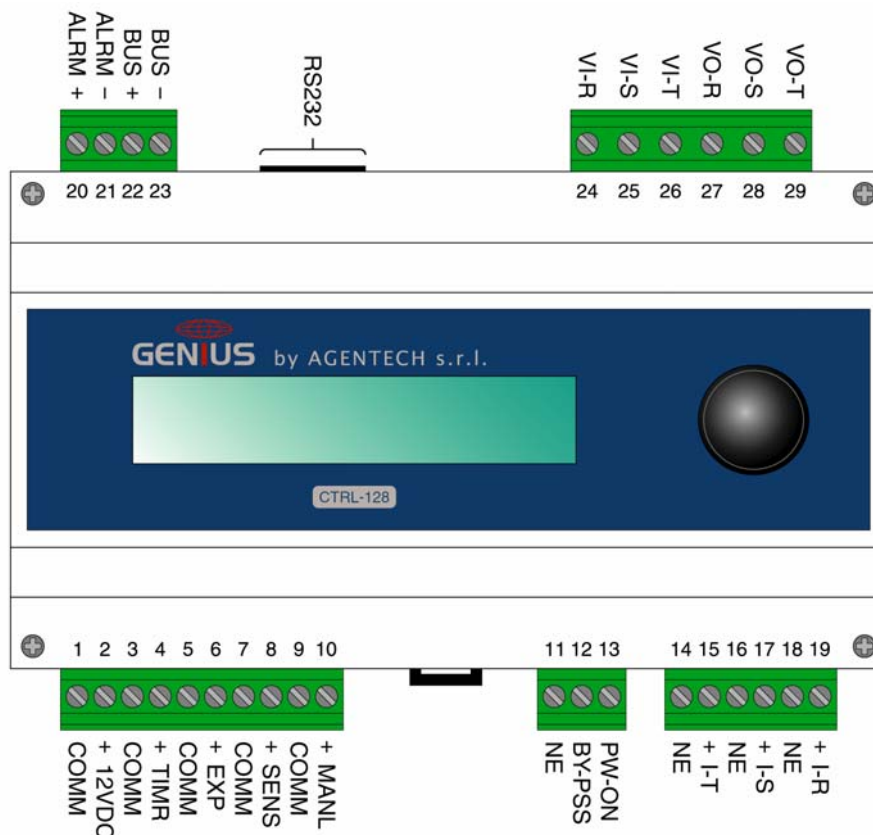 ALRM +
ALRM –
BUS +
BUS –
RS232
VI-R
VI-S
VI-T
VO-R
VO-S
VO-T
20 21 22 23
24 25 26 27 28 29
GENIUS by AGENTECH s.r.l.
CTRL-128
1 2 3 4 5 6 7 8 9 10
11 12 13
14 15 16 17 18 19
COMM
+ 12VDC
COMM
+ TIMR
COMM
+ EXP
COMM
+ SENS
COMM
+ MANL
NE
BY-PSS
PW-ON
NE
+ I-T
NE
+ I-S
NE
+ I-R